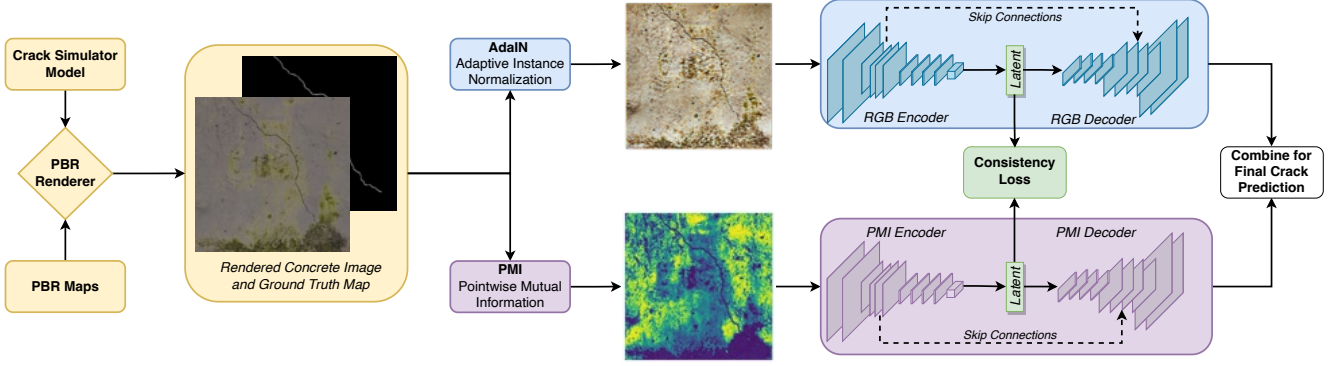 Crack Simulator
Model
PBR
Renderer
PBR Maps
Rendered Concrete Image
and Ground Truth Map
AdaIN
Adaptive Instance
Normalization
PMI
Pointwise Mutual
Information
Skip Connections
Latent
RGB Encoder
RGB Decoder
Consistency
Loss
PMI Encoder
PMI Decoder
Latent
Skip Connections
Combine for
Final Crack
Prediction